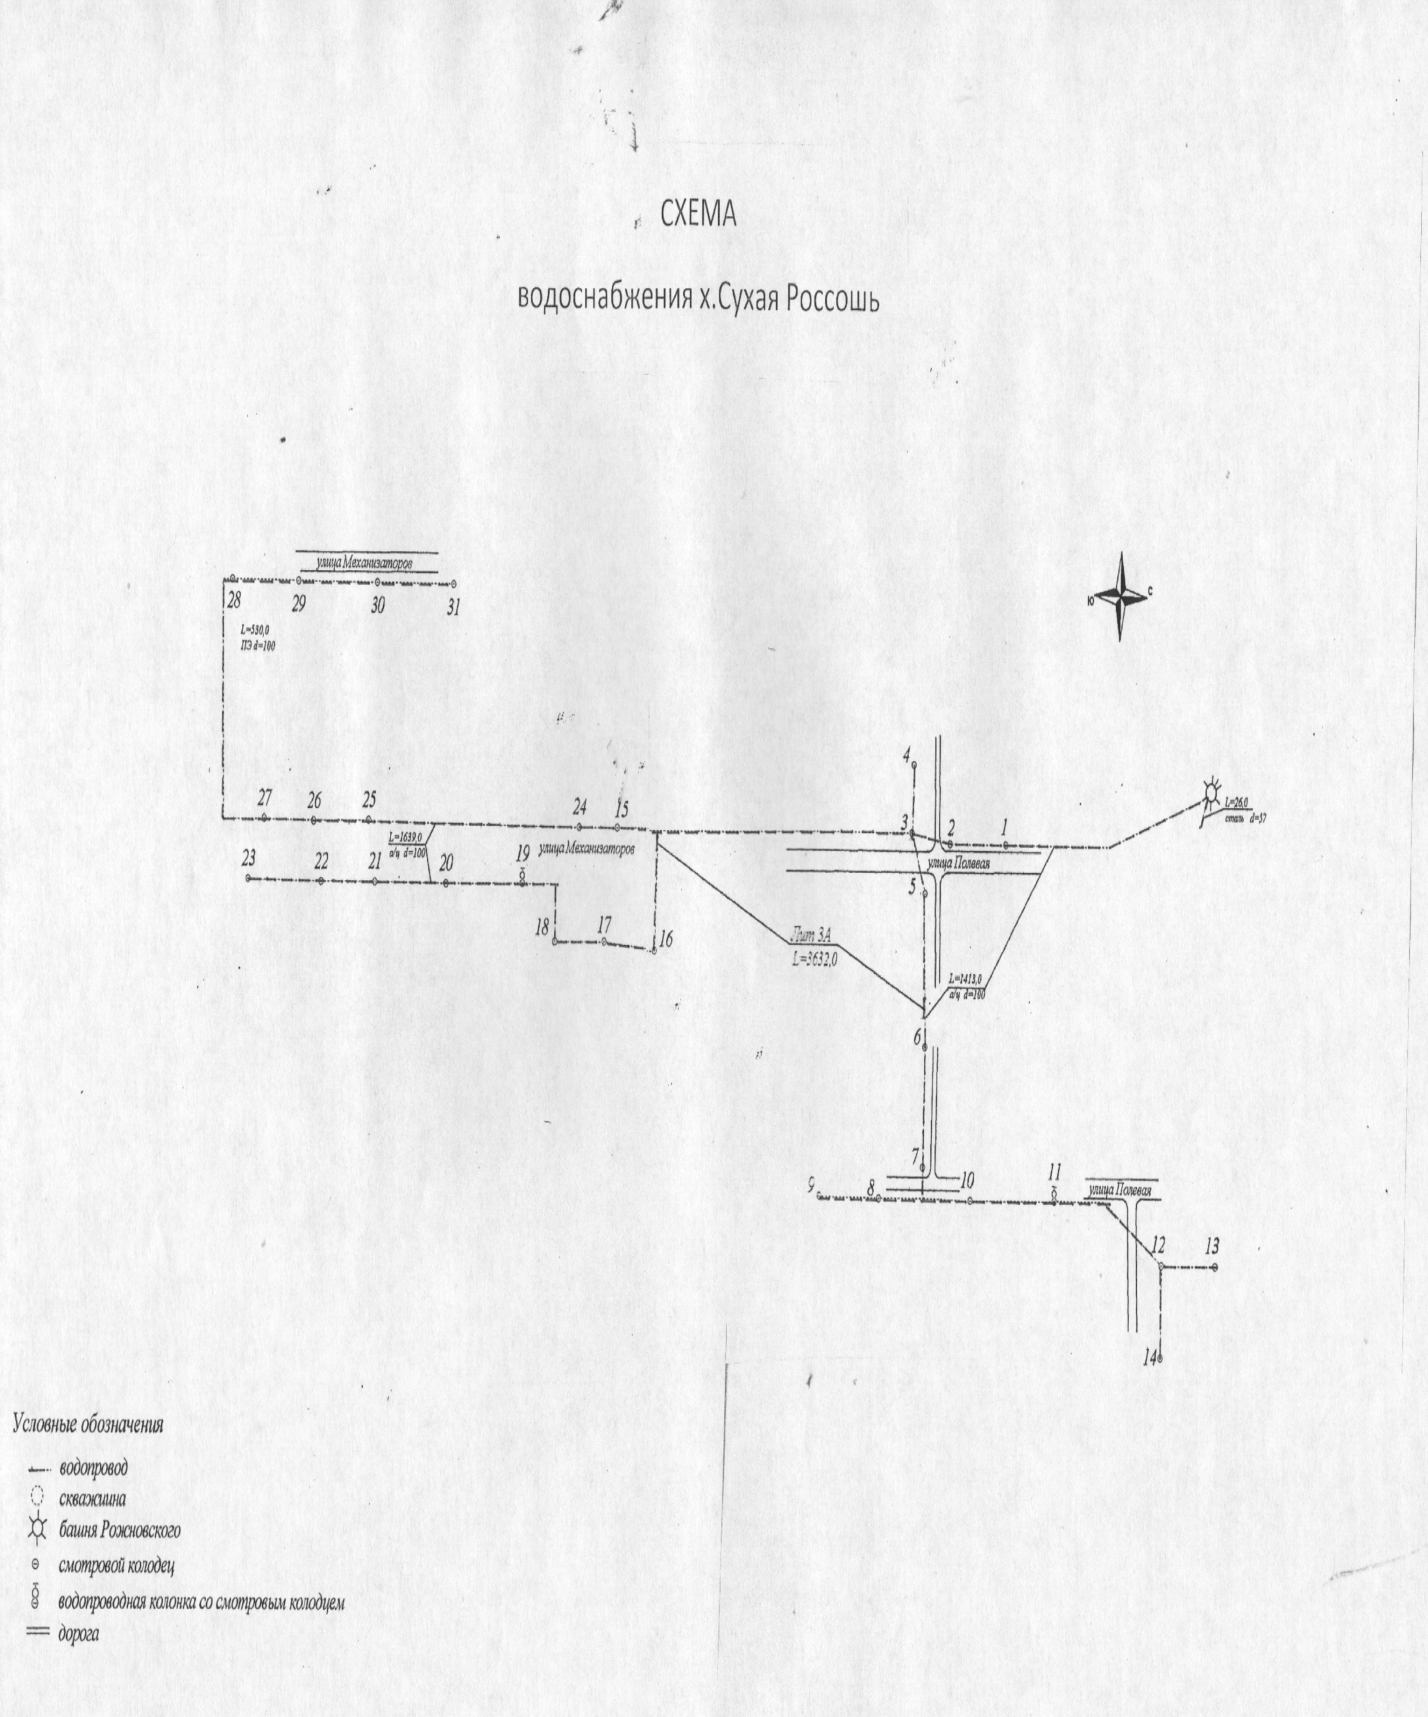 СХЕМА
водоснабжения х.Сухая Россошь
улица Механизаторов
28
29
30
31
L=530,0
ПЭ d=100
Ю
С
4
27
26
25
24
15
3
2
1
L=26,0
сталь d=57
L=1639,0
а/ц d=100
улица Механизаторов
улица Полевая
23
22
21
20
19
5
18
17
16
Лит 3А
L=3632,0
L=1413,0
а/ц d=100
6
7
9
8
10
11
улица Полевая
12
13
14
Условные обозначения
водопровод
скважиина
башня Рожновского
смотровой колодец
водопроводная колонка со смотровым колодцем
дорога